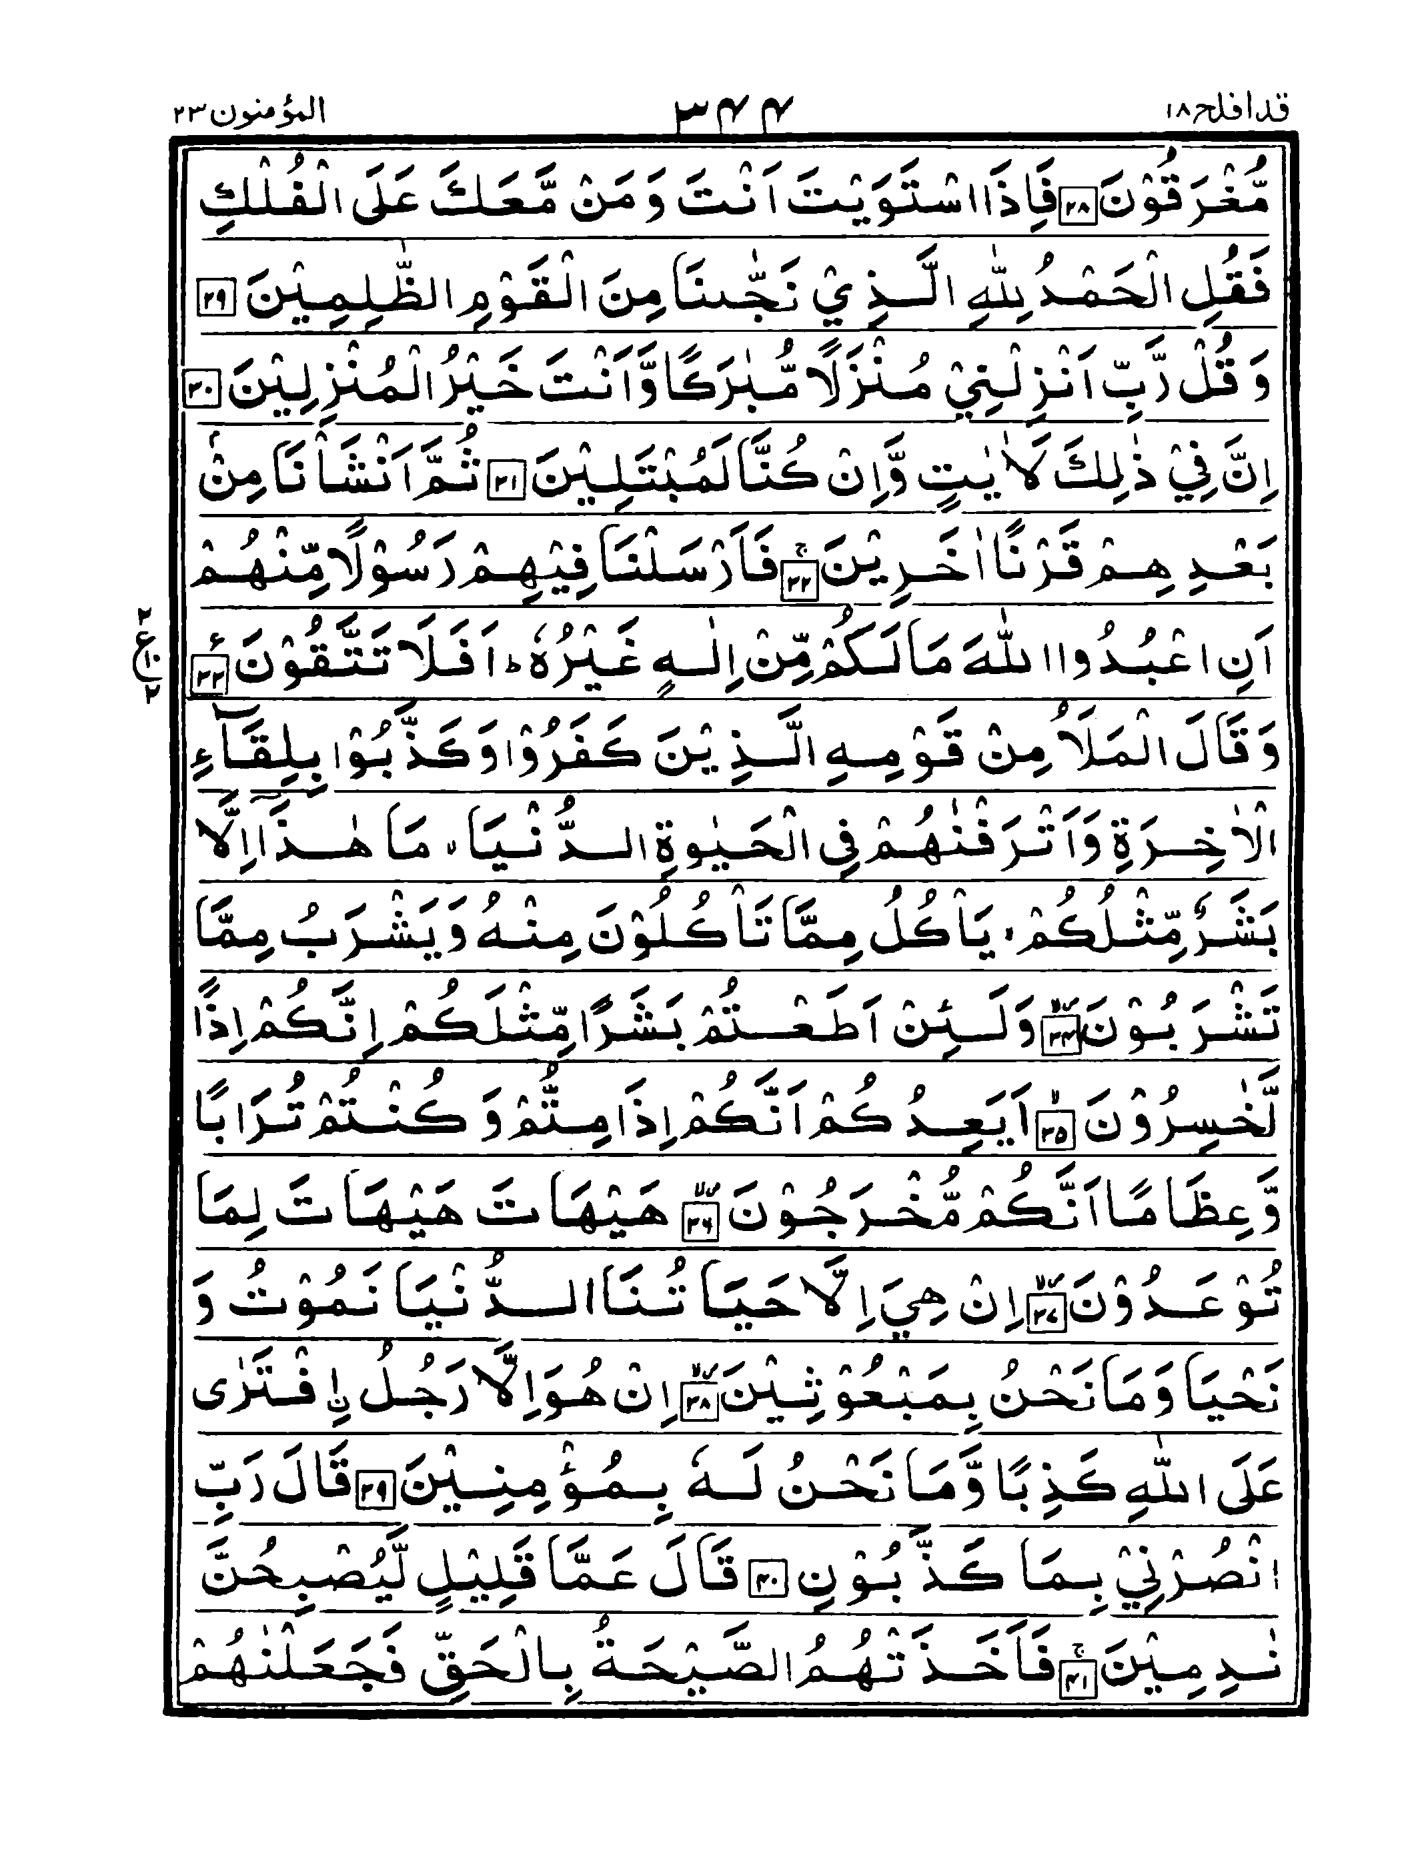 قد افلح ١٨ ٣٤٤ المؤمنون ٢٣
مُّغْرَقُوْنَ ٢٨ فَاِذَا اسْتَوَيْتَ اَنْتَ وَمَنْ مَّعَكَ عَلَى الْفُلْكِ
فَقُلِ الْحَمْدُ لِلّٰهِ الَّذِيْ نَجّٰىنَا مِنَ الْقَوْمِ الظّٰلِمِيْنَ ٢٩
وَقُلْ رَّبِّ اَنْزِلْنِيْ مُنْزَلًا مُّبٰرَكًا وَّاَنْتَ خَيْرُ الْمُنْزِلِيْنَ ٣٠
اِنَّ فِيْ ذٰلِكَ لَاٰيٰتٍ وَّاِنْ كُنَّا لَمُبْتَلِيْنَ ٣١ ثُمَّ اَنْشَاْنَا مِنْۢ
بَعْدِهِمْ قَرْنًا اٰخَرِيْنَ ۚ ٣٢ فَاَرْسَلْنَا فِيْهِمْ رَسُوْلًا مِّنْهُمْ
اَنِ اعْبُدُوا اللّٰهَ مَا لَكُمْ مِّنْ اِلٰهٍ غَيْرُهٗ ؕ اَفَلَا تَتَّقُوْنَ ٣٣
٢ ع ١٠ ٢
وَقَالَ الْمَلَاُ مِنْ قَوْمِهِ الَّذِيْنَ كَفَرُوْا وَكَذَّبُوْا بِلِقَآءِ
الْاٰخِرَةِ وَاَتْرَفْنٰهُمْ فِى الْحَيٰوةِ الدُّنْيَا ۙ مَا هٰذَاۤ اِلَّا
بَشَرٌ مِّثْلُكُمْ ۙ يَاْكُلُ مِمَّا تَاْكُلُوْنَ مِنْهُ وَيَشْرَبُ مِمَّا
تَشْرَبُوْنَ ۪ۙ ٣٤ وَلَئِنْ اَطَعْتُمْ بَشَرًا مِّثْلَكُمْ اِنَّكُمْ اِذًا
لَّخٰسِرُوْنَ ۙ ٣٥ اَيَعِدُكُمْ اَنَّكُمْ اِذَا مِتُّمْ وَكُنْتُمْ تُرَابًا
وَّعِظَامًا اَنَّكُمْ مُّخْرَجُوْنَ ۪ۙ ٣٦ هَيْهَاتَ هَيْهَاتَ لِمَا
تُوْعَدُوْنَ ۪ۙ ٣٧ اِنْ هِيَ اِلَّا حَيَاتُنَا الدُّنْيَا نَمُوْتُ وَ
نَحْيَا وَمَا نَحْنُ بِمَبْعُوْثِيْنَ ۪ۙ ٣٨ اِنْ هُوَ اِلَّا رَجُلُ ۨافْتَرٰى
عَلَى اللّٰهِ كَذِبًا وَّمَا نَحْنُ لَهٗ بِمُؤْمِنِيْنَ ٣٩ قَالَ رَبِّ
انْصُرْنِيْ بِمَا كَذَّبُوْنِ ٤٠ قَالَ عَمَّا قَلِيْلٍ لَّيُصْبِحُنَّ
نٰدِمِيْنَ ۚ ٤١ فَاَخَذَتْهُمُ الصَّيْحَةُ بِالْحَقِّ فَجَعَلْنٰهُمْ